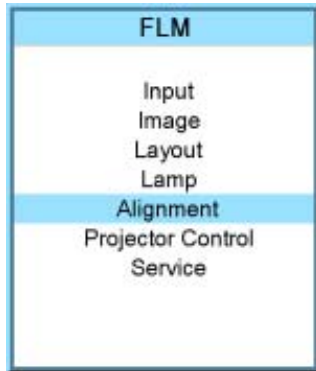 FLM
Input
Image
Layout
Lamp
Alignment
Projector Control
Service